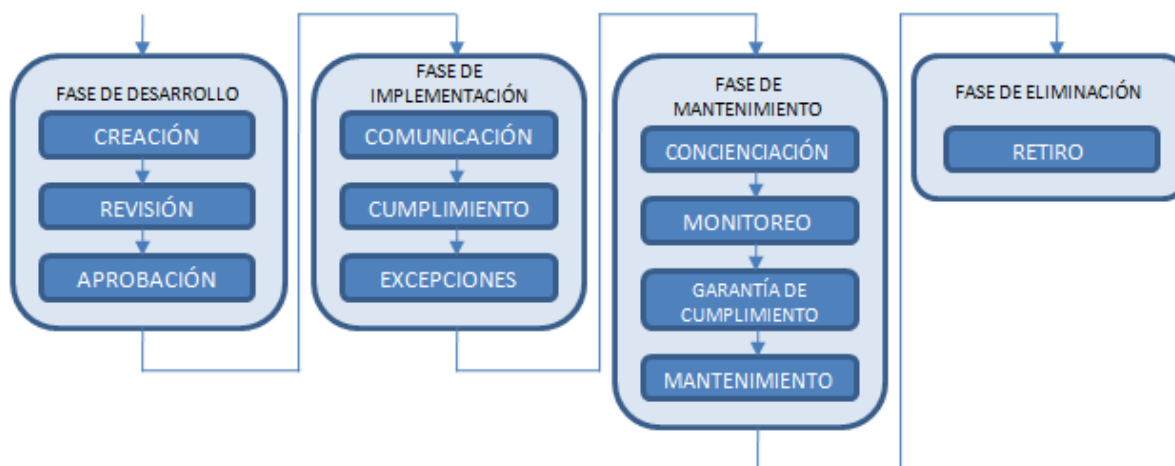 FASE DE DESARROLLO
CREACIÓN
REVISIÓN
APROBACIÓN
FASE DE
IMPLEMENTACIÓN
COMUNICACIÓN
CUMPLIMIENTO
EXCEPCIONES
FASE DE
MANTENIMIENTO
CONCIENCIACIÓN
MONITOREO
GARANTÍA DE
CUMPLIMIENTO
MANTENIMIENTO
FASE DE ELIMINACIÓN
RETIRO